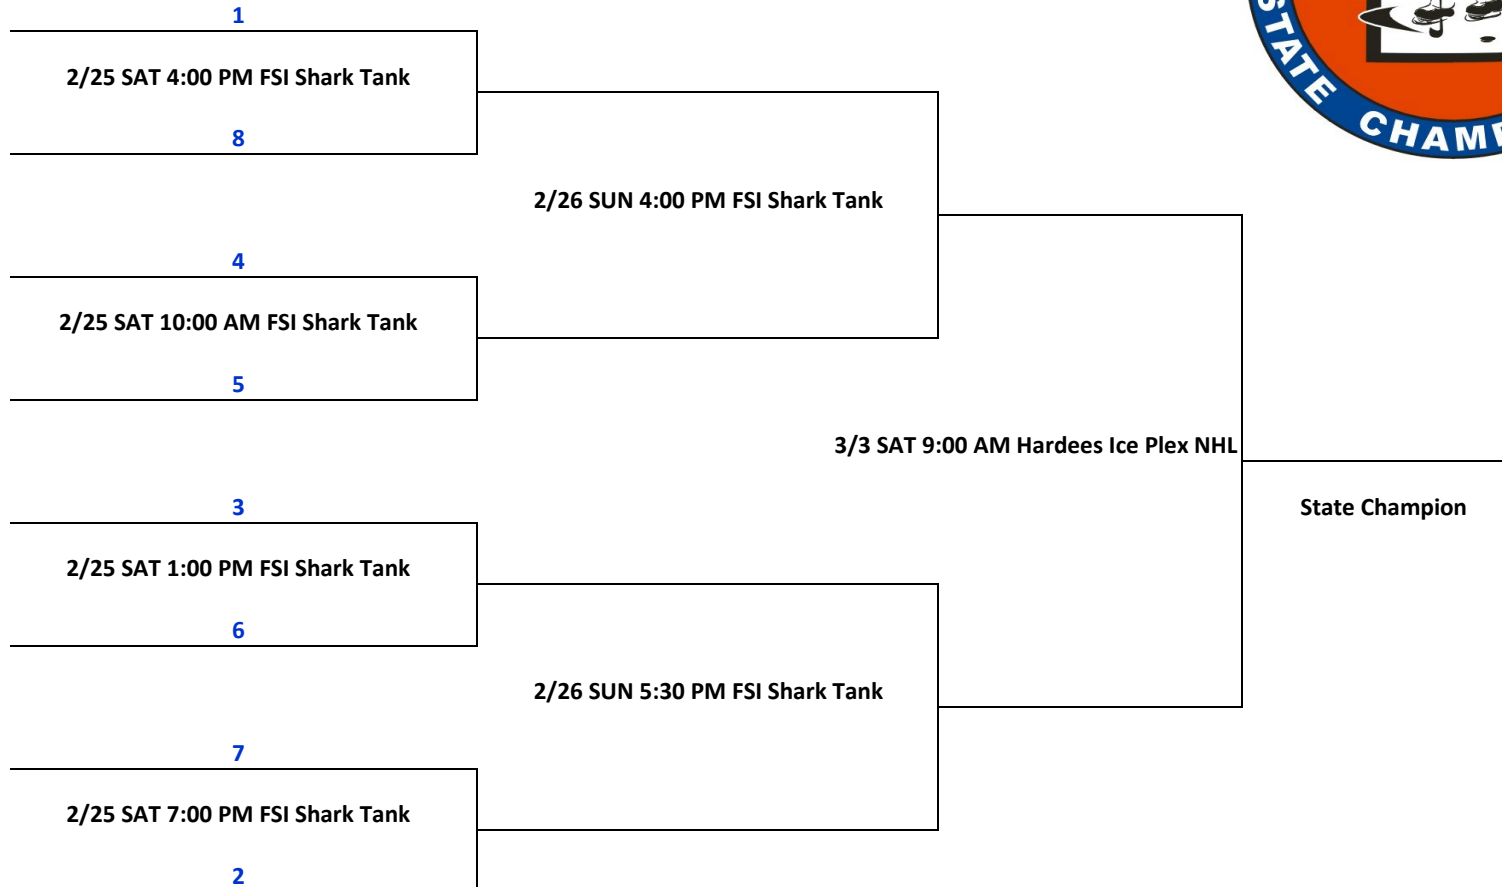 1
2/25 SAT 4:00 PM FSI Shark Tank
8
2/26 SUN 4:00 PM FSI Shark Tank
4
2/25 SAT 10:00 AM FSI Shark Tank
5
3/3 SAT 9:00 AM Hardees Ice Plex NHL
3
State Champion
2/25 SAT 1:00 PM FSI Shark Tank
6
2/26 SUN 5:30 PM FSI Shark Tank
7
2/25 SAT 7:00 PM FSI Shark Tank
2
STATE